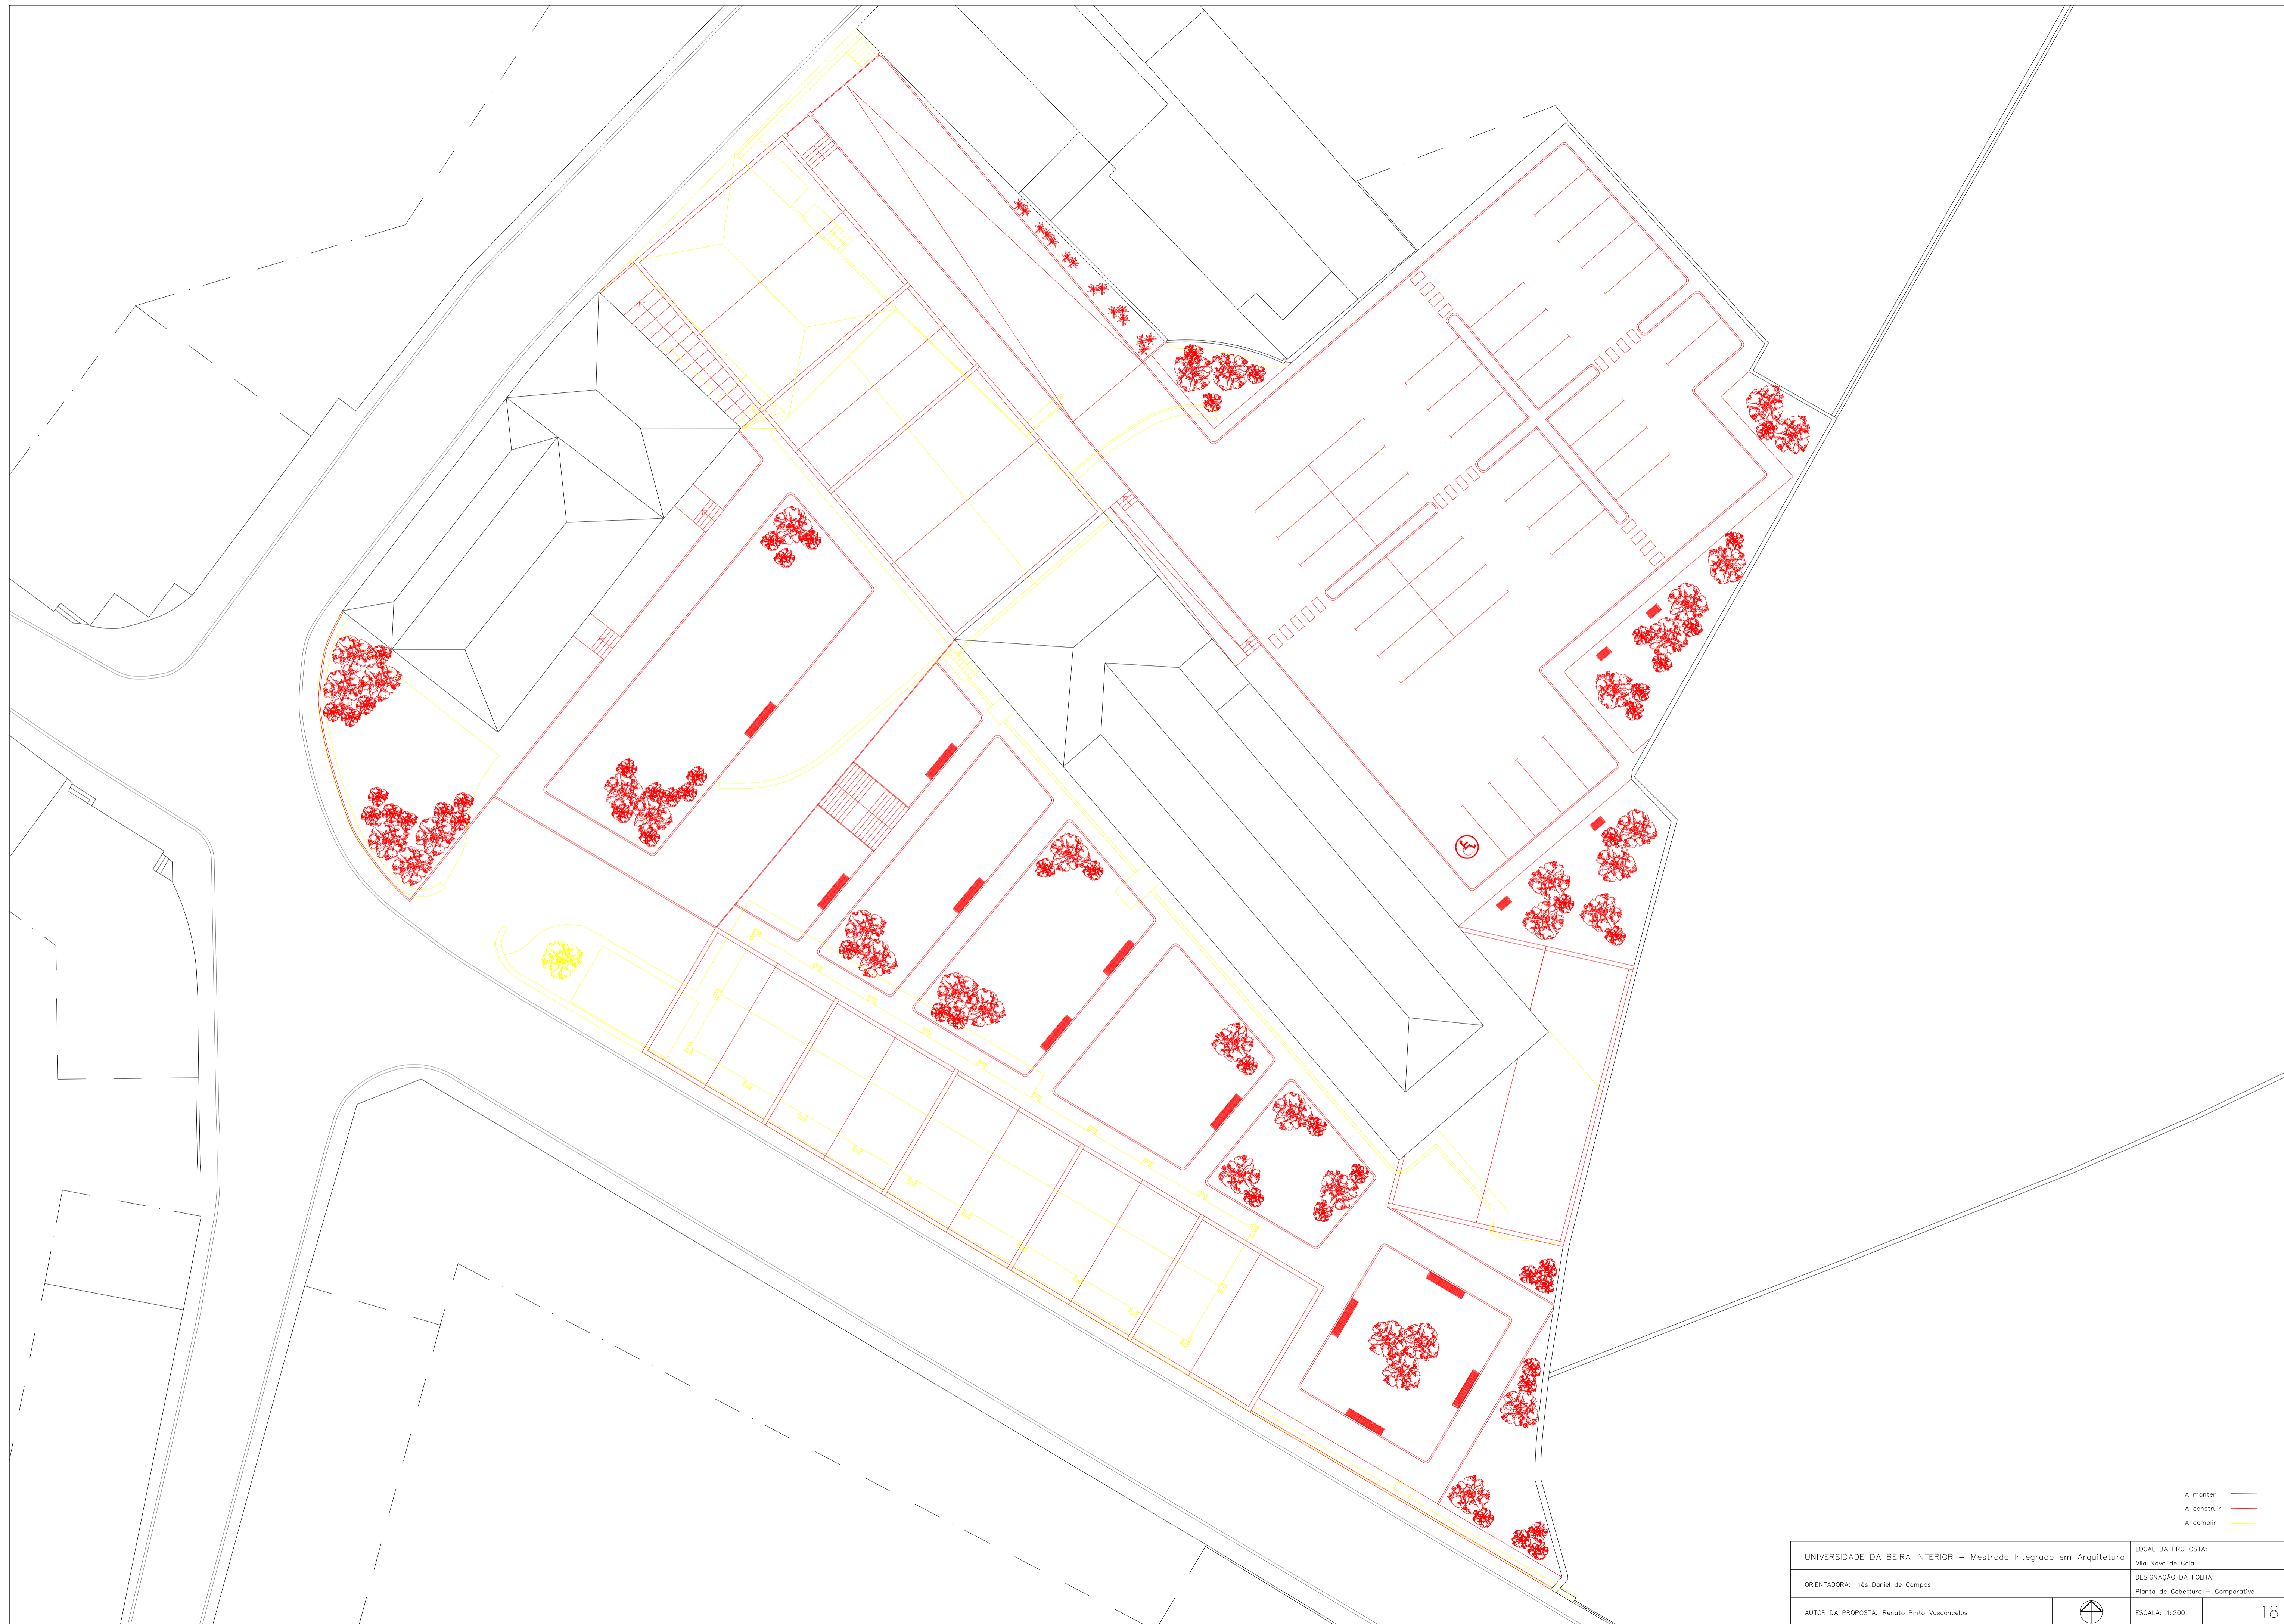 A manter
A construir
A demolir
UNIVERSIDADE DA BEIRA INTERIOR – Mestrado Integrado em Arquitetura
LOCAL DA PROPOSTA:
Vila Nova de Gaia
ORIENTADORA: Inês Daniel de Campos
DESIGNAÇÃO DA FOLHA:
Planta de Cobertura – Comparativo
AUTOR DA PROPOSTA: Renato Pinto Vasconcelos
ESCALA: 1:200
18